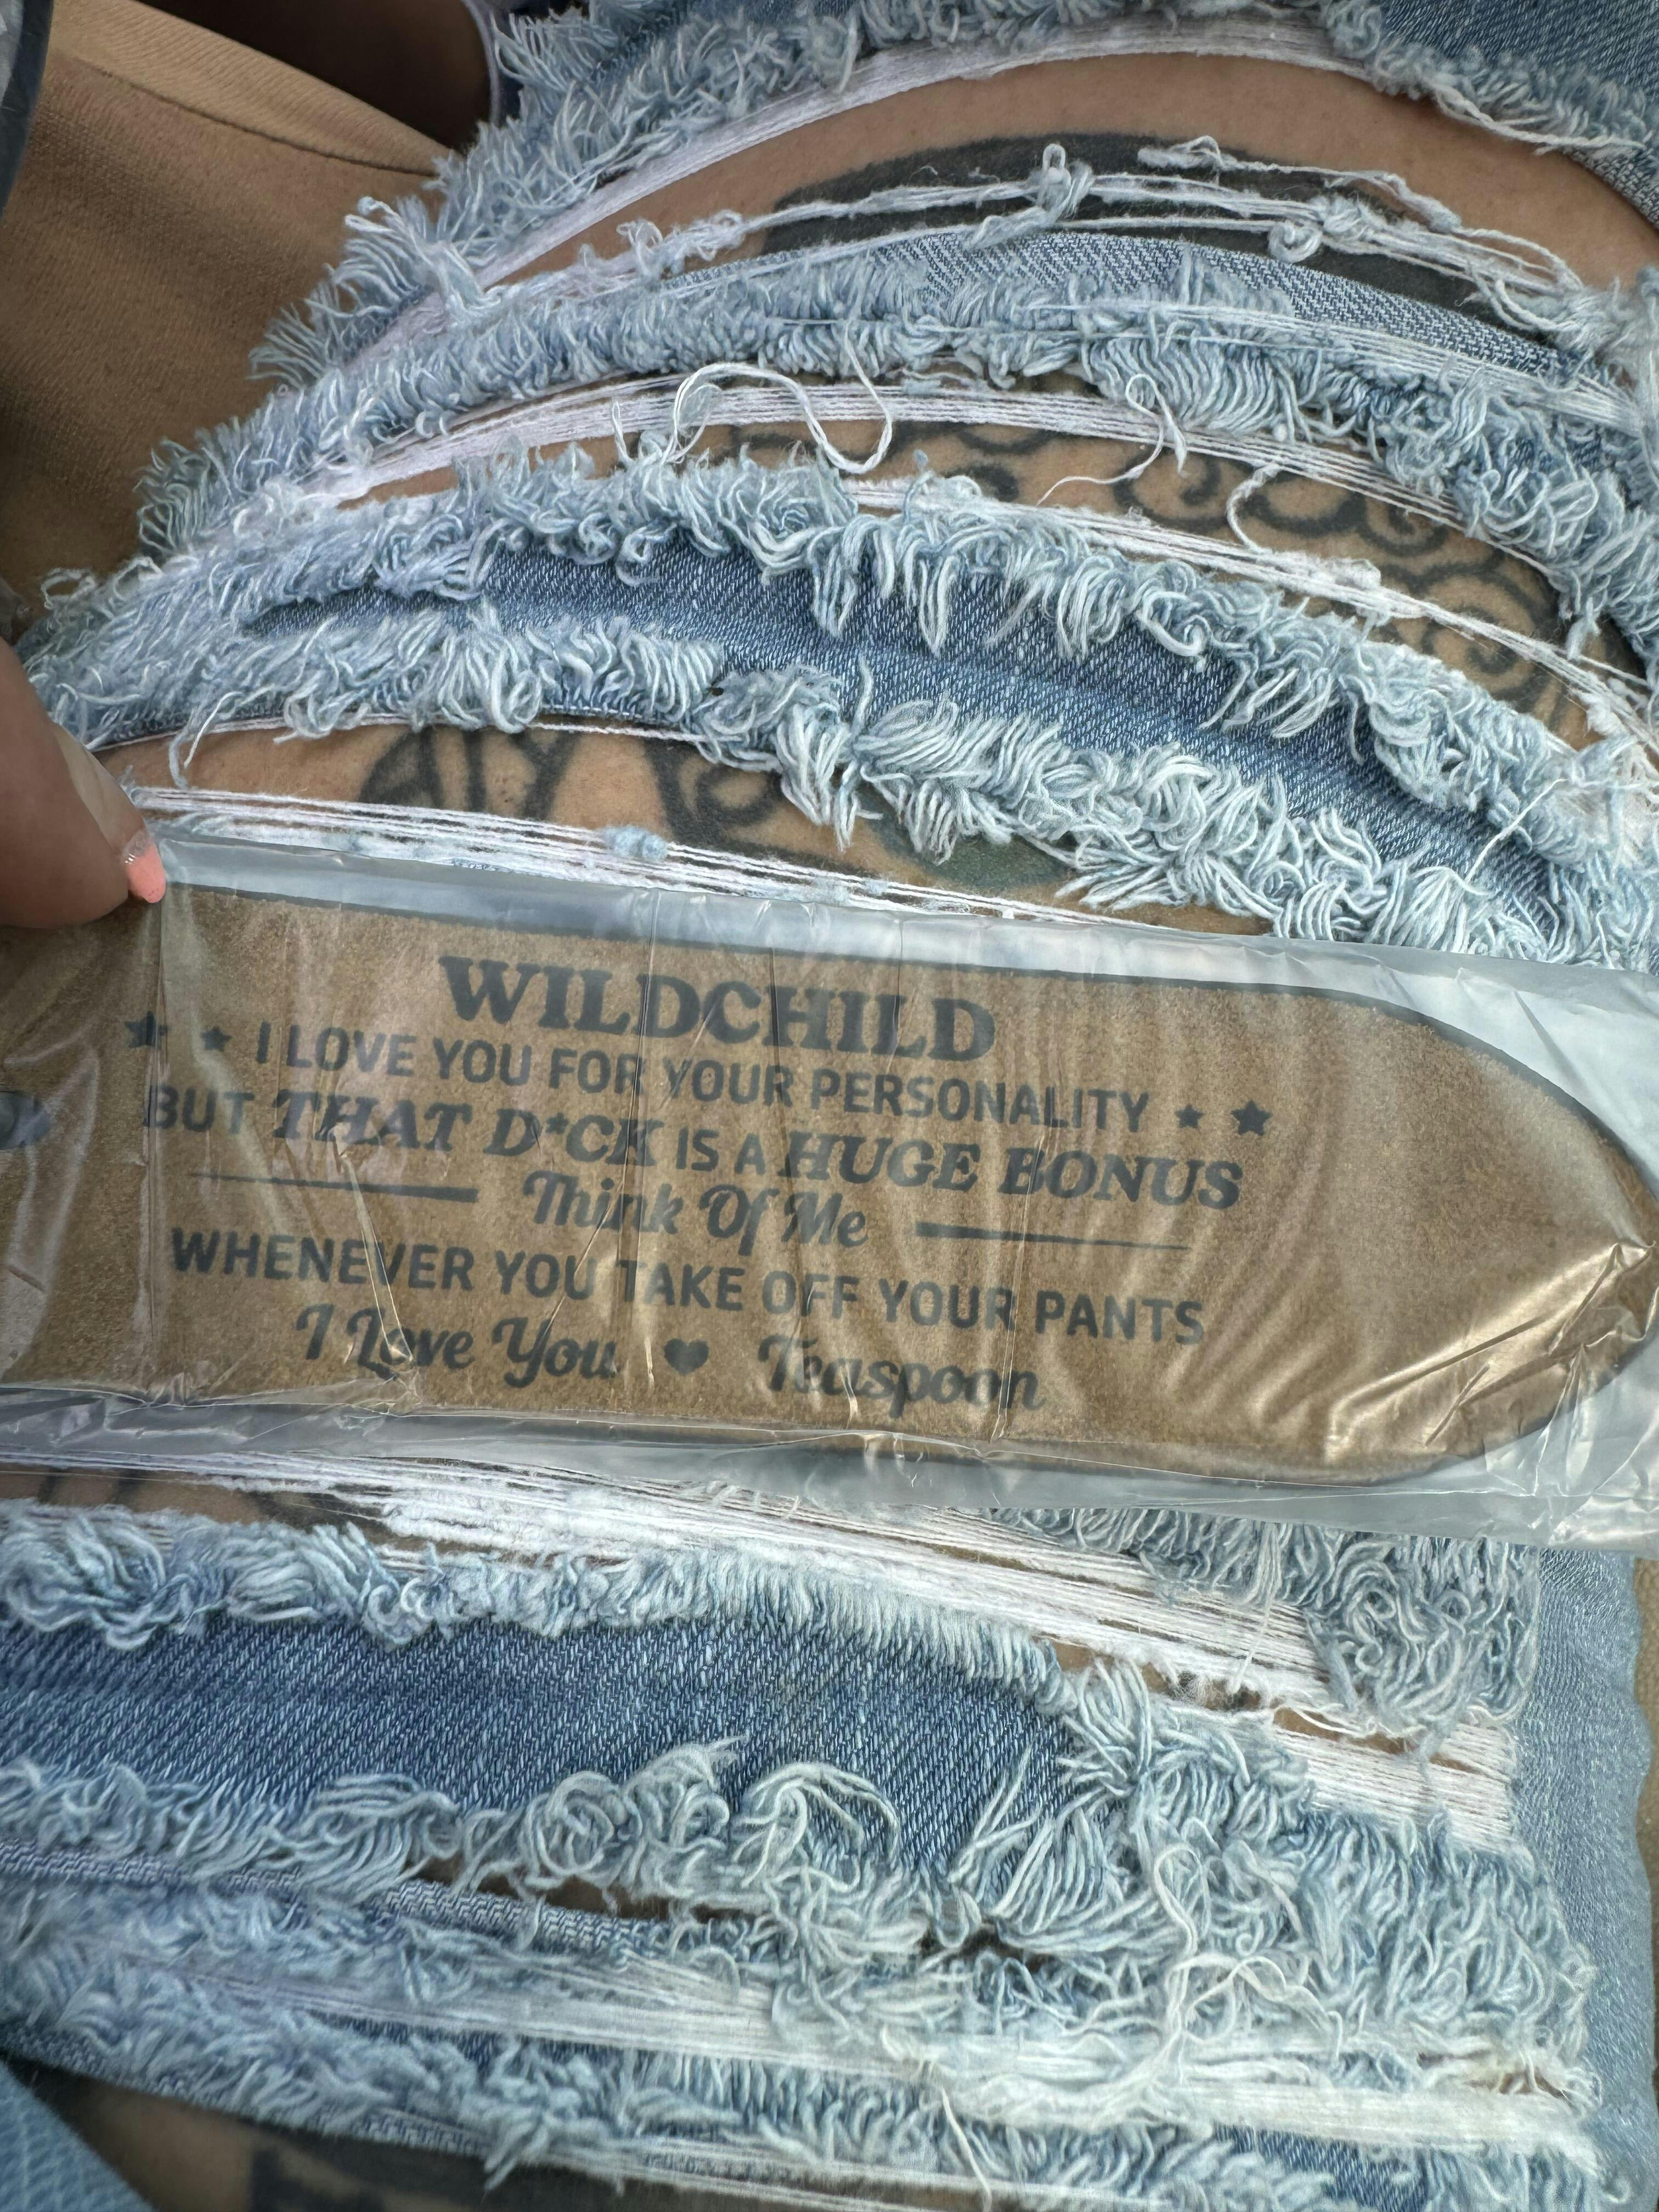 WILDCHILD
I LOVE YOU FOR YOUR PERSONALITY
BUT THAT D*CK IS A HUGE BONUS
Think Of Me
WHENEVER YOU TAKE OFF YOUR PANTS
I Love You ♥ Teaspoon